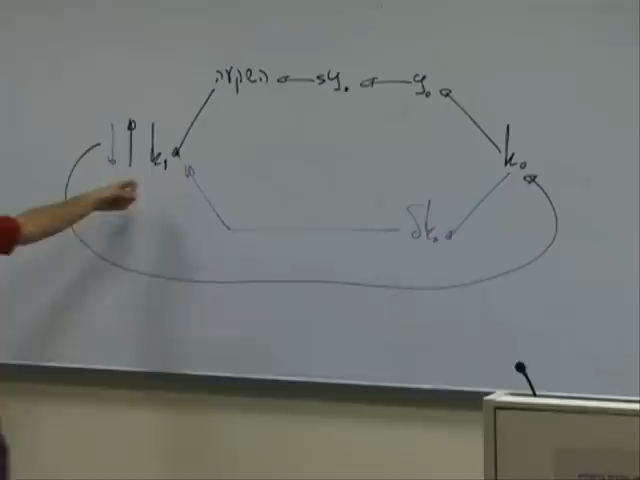 השקעה ← sy₀ ← y₀
↓ ↑ k₁ k₀
δk₀